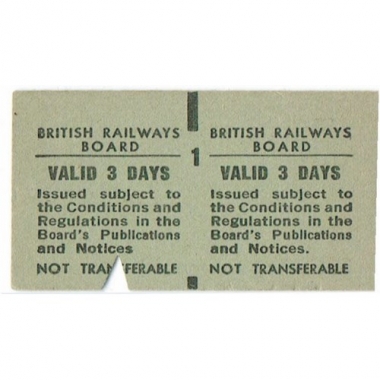 BRITISH RAILWAYS
BOARD
VALID 3 DAYS
Issued subject to
the Conditions and
Regulations in the
Board's Publications
and Notices
NOT TRANSFERABLE
1
BRITISH RAILWAYS
BOARD
VALID 3 DAYS
Issued subject to
the Conditions and
Regulations in the
Board's Publications
and Notices.
NOT TRANSFERABLE